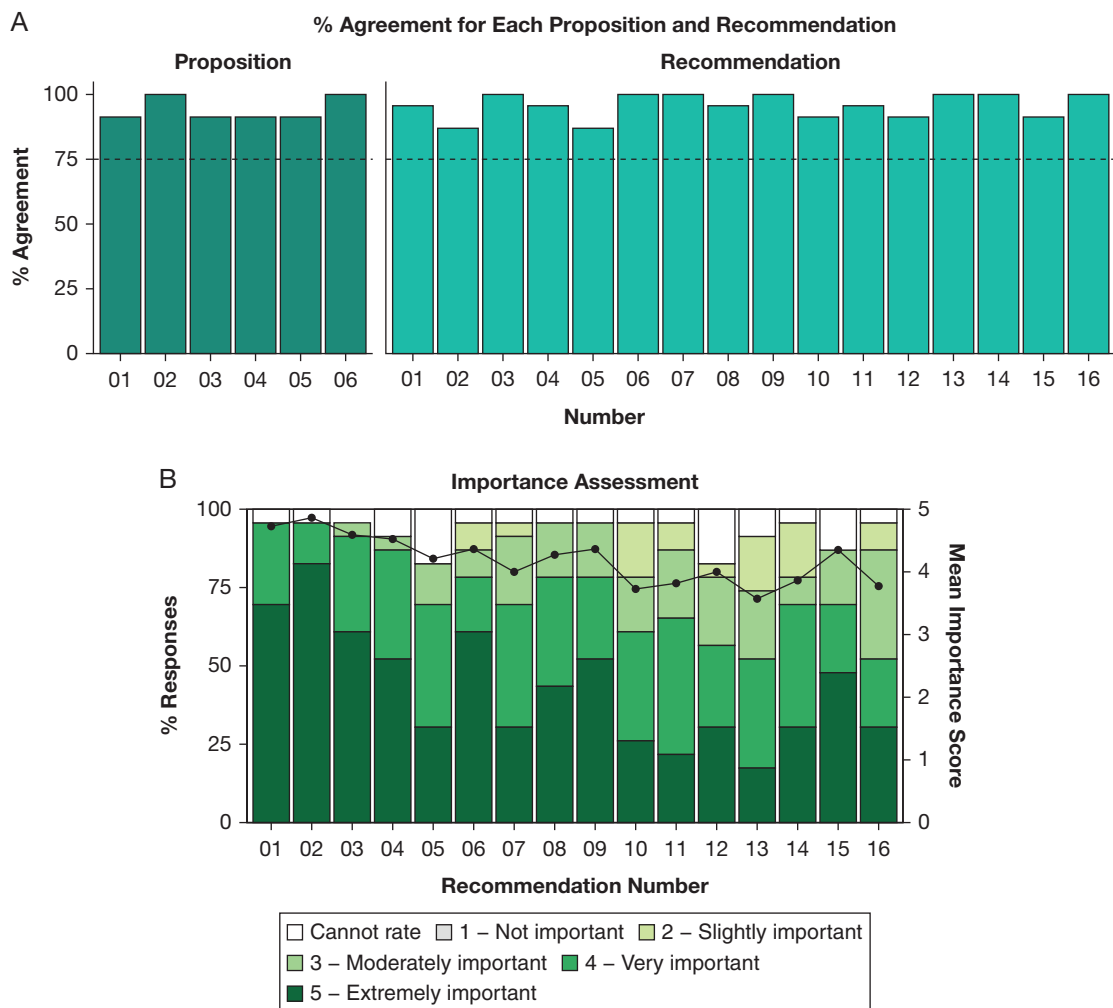 A
% Agreement for Each Proposition and Recommendation
Proposition
Recommendation
% Agreement
100
75
50
25
0
01 02 03 04 05 06
01 02 03 04 05 06 07 08 09 10 11 12 13 14 15 16
Number
B
Importance Assessment
% Responses
100
75
50
25
0
5
4
3
2
1
0
Mean Importance Score
01 02 03 04 05 06 07 08 09 10 11 12 13 14 15 16
Recommendation Number
Cannot rate 1 – Not important 2 – Slightly important
3 – Moderately important 4 – Very important
5 – Extremely important